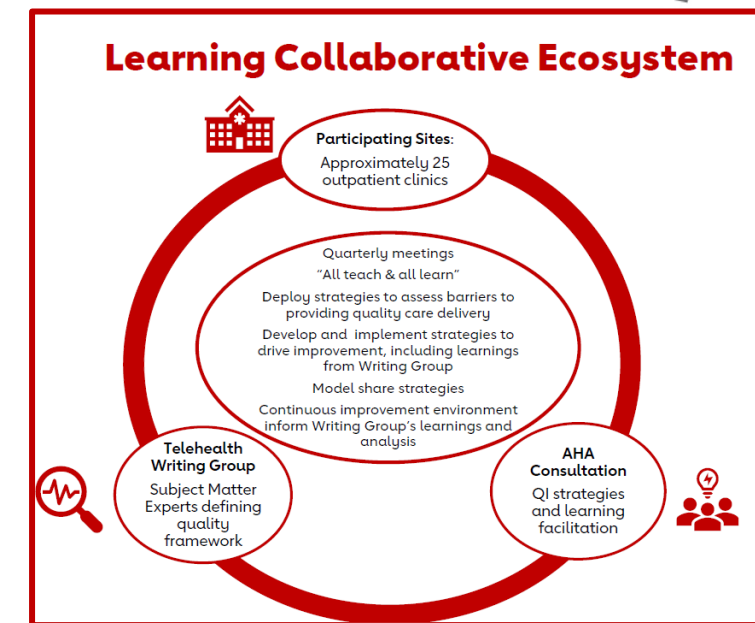 Learning Collaborative Ecosystem
Participating Sites:
Approximately 25
outpatient clinics
Quarterly meetings
“All teach & all learn”
Deploy strategies to assess barriers to
providing quality care delivery
Develop and implement strategies to
drive improvement, including learnings
from Writing Group
Model share strategies
Continuous improvement environment
inform Writing Group’s learnings and
analysis
Telehealth
Writing Group
Subject Matter
Experts defining
quality
framework
AHA
Consultation
QI strategies
and learning
facilitation